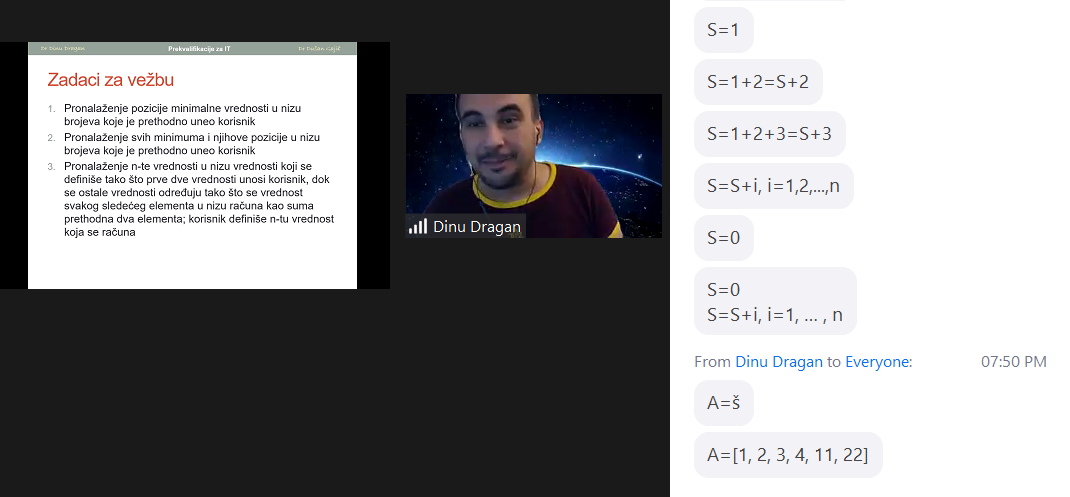 Dr Dinu Dragan
Prekvalifikacije za IT
Dr Dušan Gajić
Zadaci za vežbu
1. Pronalaženje pozicije minimalne vrednosti u nizu
brojeva koje je prethodno uneo korisnik
2. Pronalaženje svih minimuma i njihove pozicije u nizu
brojeva koje je prethodno uneo korisnik
3. Pronalaženje n-te vrednosti u nizu vrednosti koji se
definiše tako što prve dve vrednosti unosi korisnik, dok
se ostale vrednosti određuju tako što se vrednost
svakog sledećeg elementa u nizu računa kao suma
prethodna dva elementa; korisnik definiše n-tu vrednost
koja se računa
Dinu Dragan
S=1
S=1+2=S+2
S=1+2+3=S+3
S=S+i, i=1,2,...,n
S=0
S=0
S=S+i, i=1, ... , n
From Dinu Dragan to Everyone: 07:50 PM
A=š
A=[1, 2, 3, 4, 11, 22]